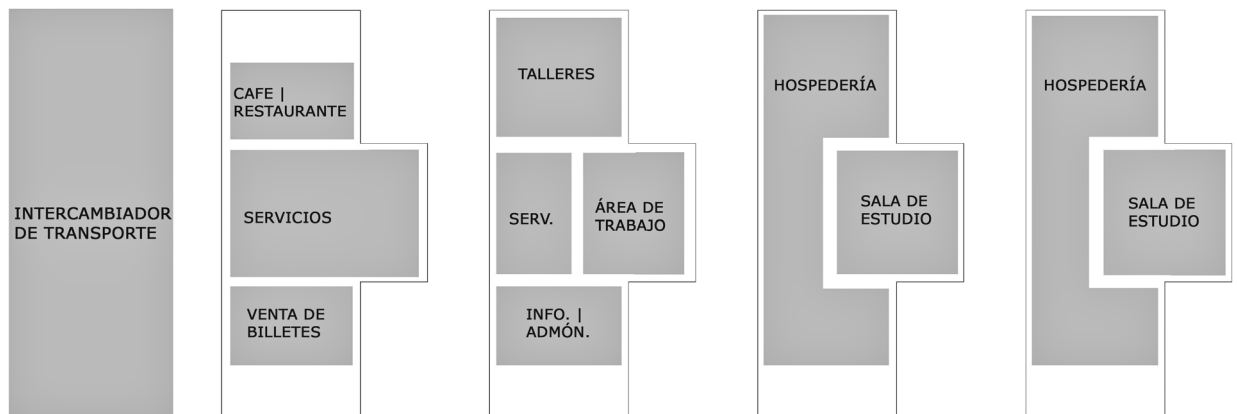 INTERCAMBIADOR
DE TRANSPORTE
CAFE |
RESTAURANTE
SERVICIOS
VENTA DE
BILLETES
TALLERES
SERV.
ÁREA DE
TRABAJO
INFO. |
ADMÓN.
HOSPEDERÍA
SALA DE
ESTUDIO
HOSPEDERÍA
SALA DE
ESTUDIO